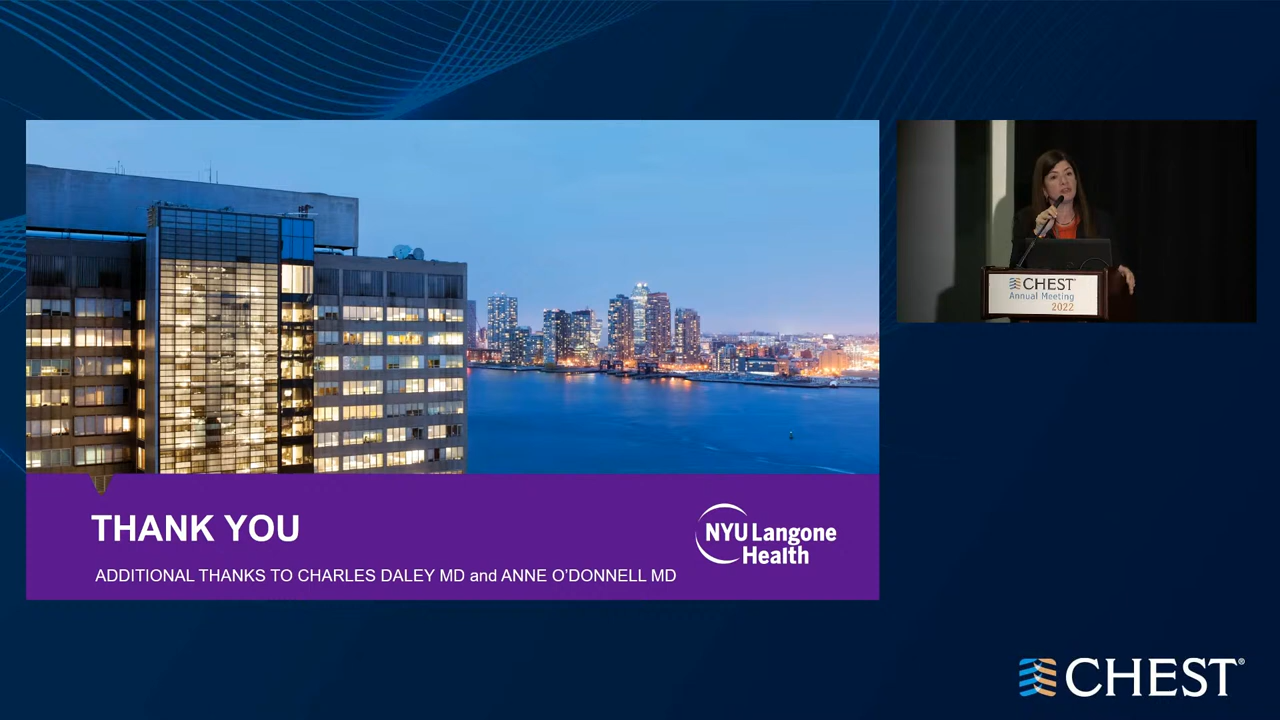 THANK YOU
ADDITIONAL THANKS TO CHARLES DALEY MD and ANNE O'DONNELL MD
NYU Langone
Health
CHEST
Annual Meeting
2022
CHEST®